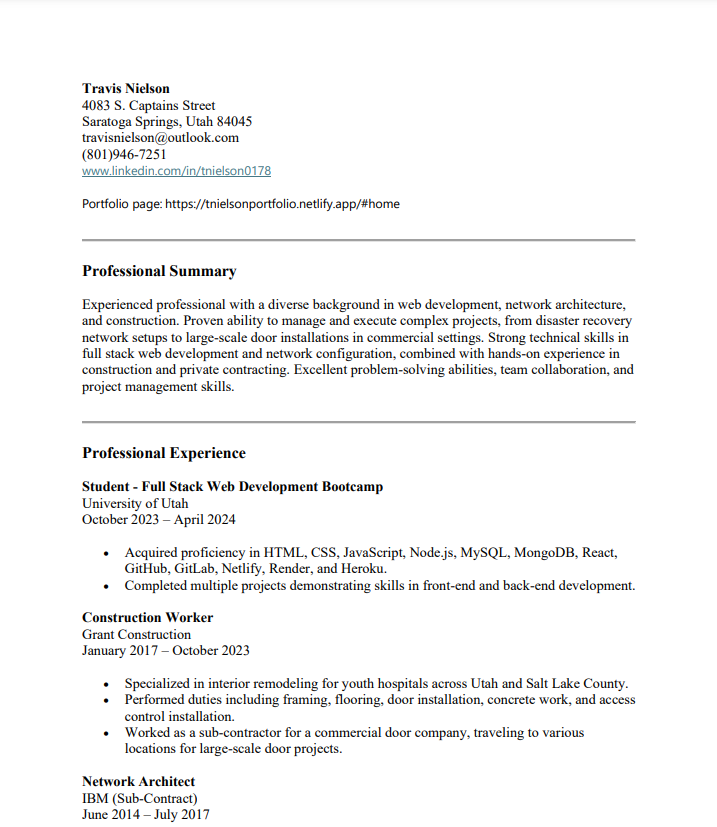 Travis Nielson
4083 S. Captains Street
Saratoga Springs, Utah 84045
travisnielson@outlook.com
(801)946-7251
www.linkedin.com/in/tnielson0178
Portfolio page: https://tnielsonportfolio.netlify.app/#home
Professional Summary
Experienced professional with a diverse background in web development, network architecture,
and construction. Proven ability to manage and execute complex projects, from disaster recovery
network setups to large-scale door installations in commercial settings. Strong technical skills in
full stack web development and network configuration, combined with hands-on experience in
construction and private contracting. Excellent problem-solving abilities, team collaboration, and
project management skills.
Professional Experience
Student - Full Stack Web Development Bootcamp
University of Utah
October 2023 – April 2024
• Acquired proficiency in HTML, CSS, JavaScript, Node.js, MySQL, MongoDB, React,
GitHub, GitLab, Netlify, Render, and Heroku.
• Completed multiple projects demonstrating skills in front-end and back-end development.
Construction Worker
Grant Construction
January 2017 – October 2023
• Specialized in interior remodeling for youth hospitals across Utah and Salt Lake County.
• Performed duties including framing, flooring, door installation, concrete work, and access
control installation.
• Worked as a sub-contractor for a commercial door company, traveling to various
locations for large-scale door projects.
Network Architect
IBM (Sub-Contract)
June 2014 – July 2017